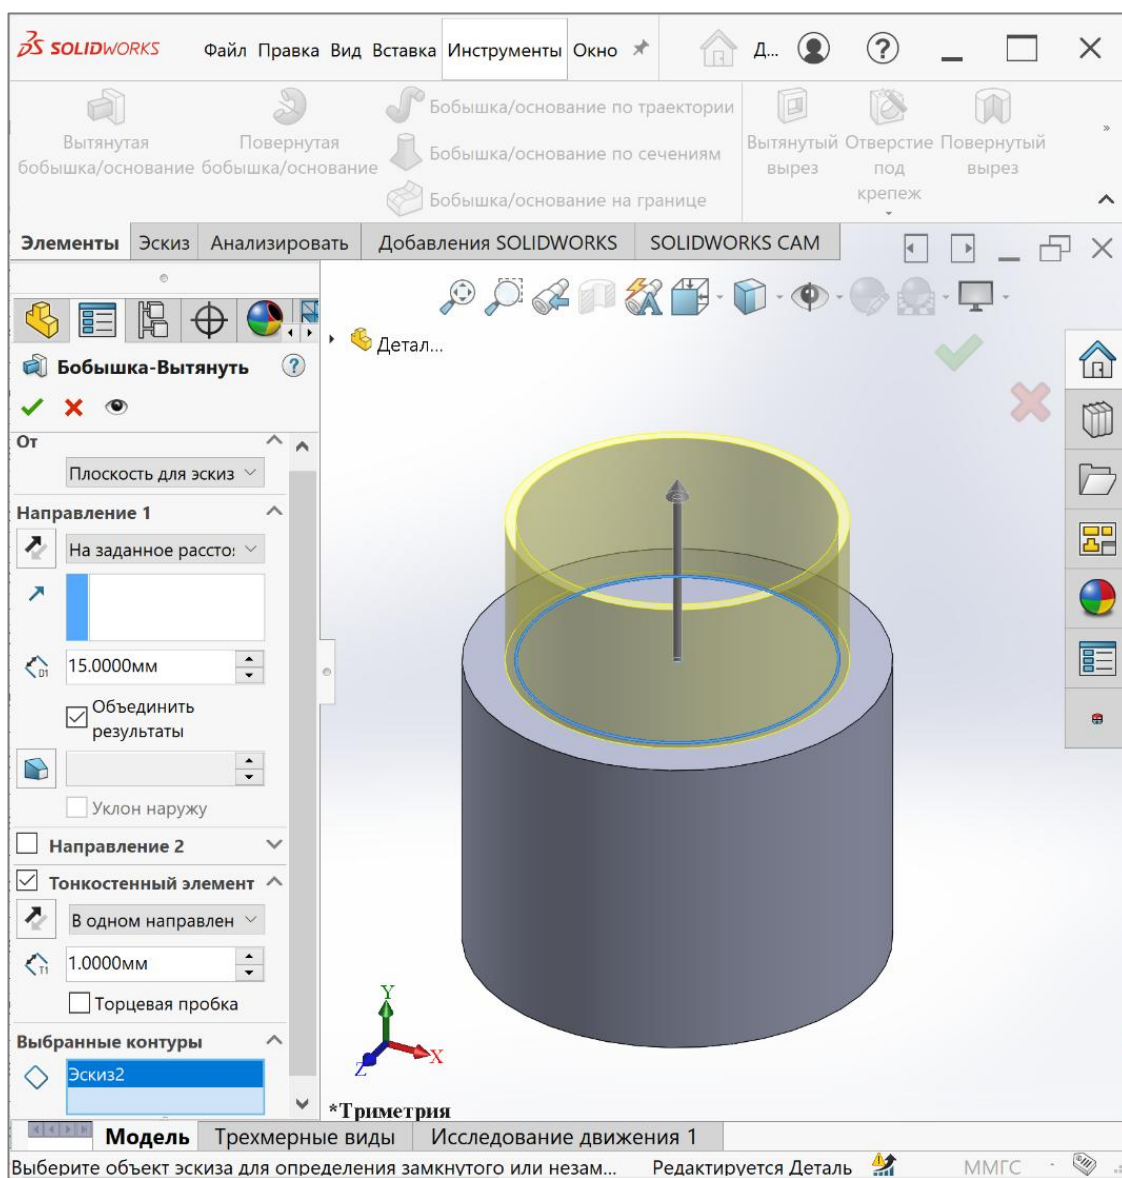 SOLIDWORKS Файл Правка Вид Вставка Инструменты Окно Д... ?
Бобышка/основание по траектории
Вытянутая
бобышка/основание
Повернутая
бобышка/основание
Бобышка/основание по сечениям
Бобышка/основание на границе
Вытянутый
вырез
Отверстие
под
крепеж
Повернутый
вырез
»
Элементы Эскиз Анализировать Добавления SOLIDWORKS SOLIDWORKS CAM
Детал...
Бобышка-Вытянуть ?
От
Плоскость для эскиз
Направление 1
На заданное рассто
D1 15.0000мм
Объединить
результаты
Уклон наружу
Направление 2
Тонкостенный элемент
В одном направлен
T1 1.0000мм
Торцевая пробка
Выбранные контуры
Эскиз2
Y
X
Z
*Триметрия
Модель Трехмерные виды Исследование движения 1
Выберите объект эскиза для определения замкнутого или незам... Редактируется Деталь ММГС